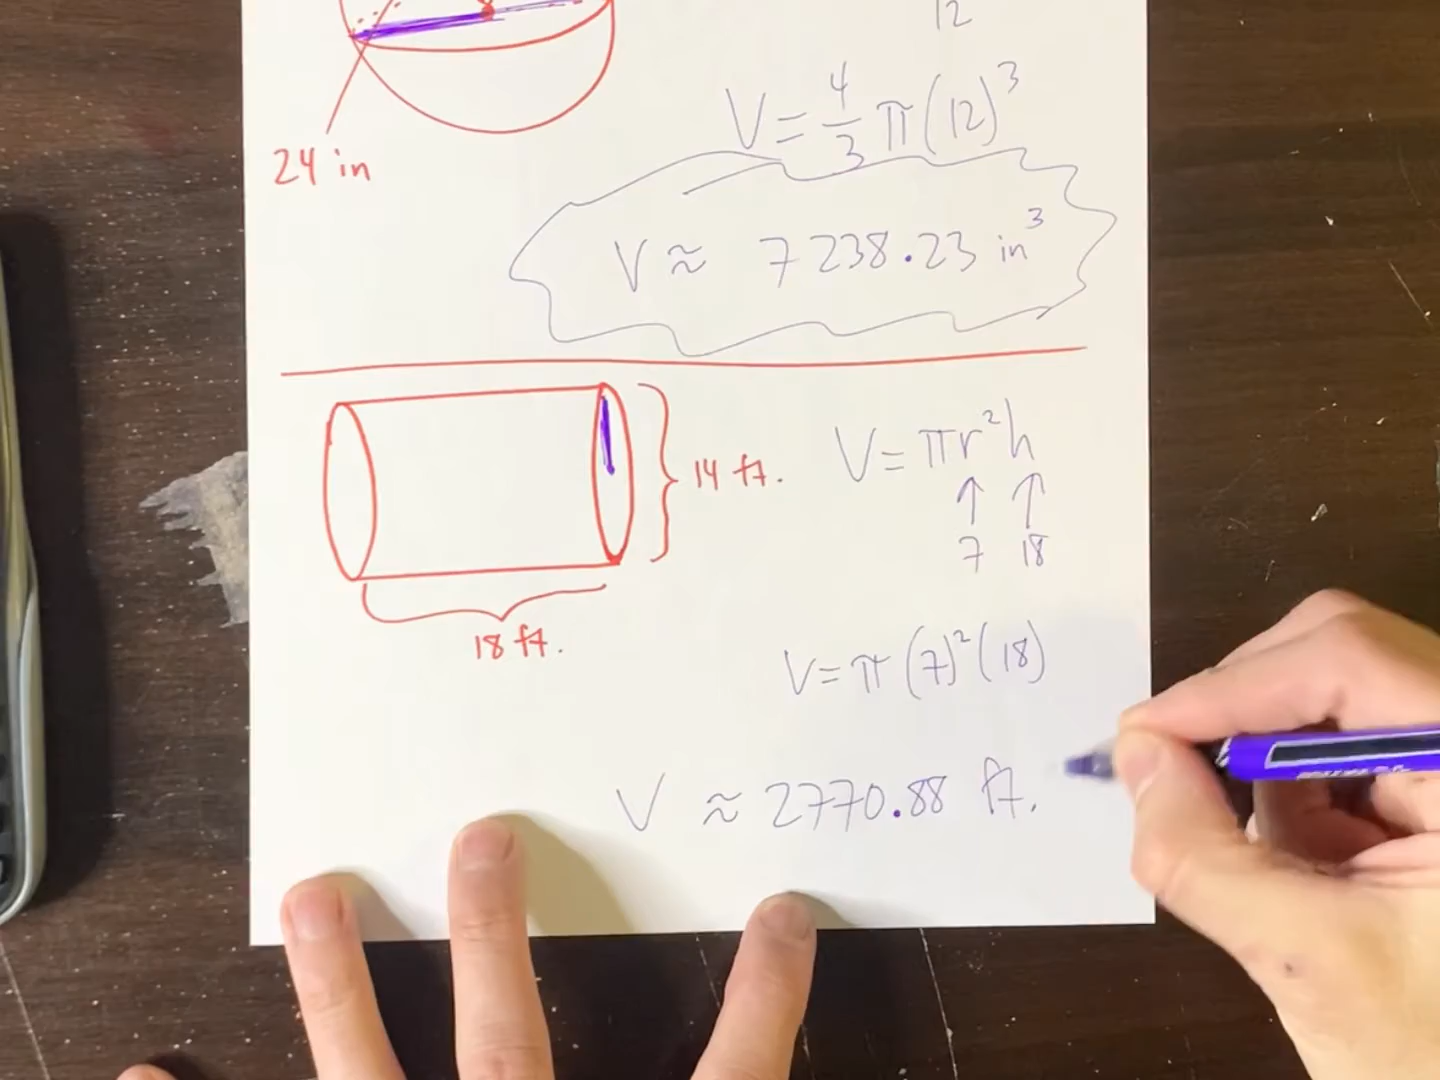 12
V = 4/3 π(12)³
24 in
V ≈ 7238.23 in³
14 ft.
V = πr²h
↑ ↑
7 18
18 ft.
V = π(7)²(18)
V ≈ 2770.88 ft.